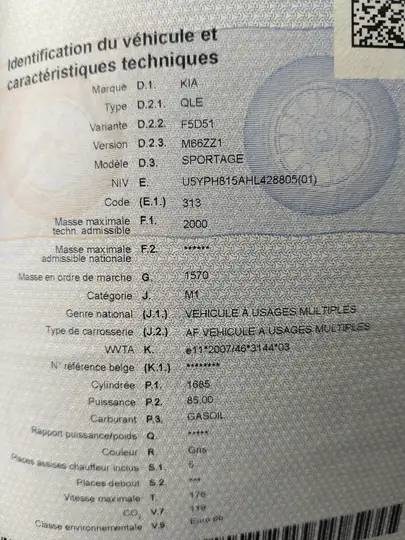 Identification du véhicule et
caractéristiques techniques
Marque D.1. KIA
Type D.2.1. QLE
Variante D.2.2. F5D51
Version D.2.3. M66ZZ1
Modèle D.3. SPORTAGE
NIV E. U5YPH815AHL428805(01)
Code (E.1.) 313
Masse maximale
techn. admissible F.1. 2000
Masse maximale
admissible nationale F.2. ******
Masse en ordre de marche G. 1570
Catégorie J. M1
Genre national (J.1.) VEHICULE A USAGES MULTIPLES
Type de carrosserie (J.2.) AF VEHICULE A USAGES MULTIPLES
WVTA K. e11*2007/46*3144*03
N° référence belge (K.1.) ********
Cylindrée P.1. 1685
Puissance P.2. 85.00
Carburant P.3. GASOIL
Rapport puissance/poids Q. *****
Couleur R. Gris
Places assises chauffeur inclus S.1. 5
Places debout S.2. ***
Vitesse maximale T. 176
CO₂ V.7. 119
Classe environnementale V.9. Euro 6b